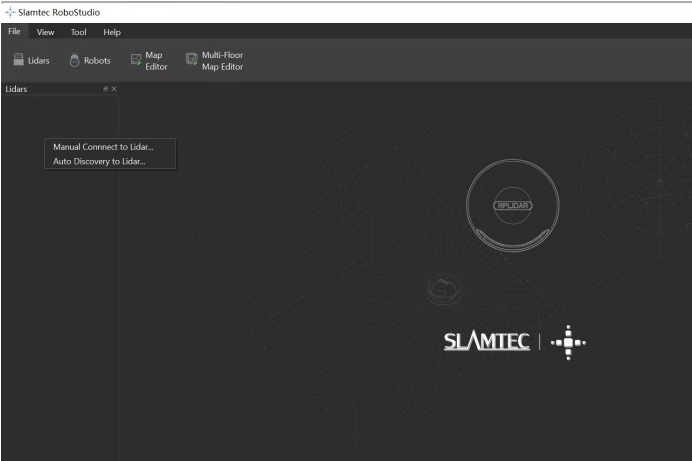 Slamtec RoboStudio
File View Tool Help
Lidars Robots Map Editor Multi-Floor Map Editor
Lidars
Manual Connnect to Lidar...
Auto Discovery to Lidar...
RPLIDAR
SLAMTEC